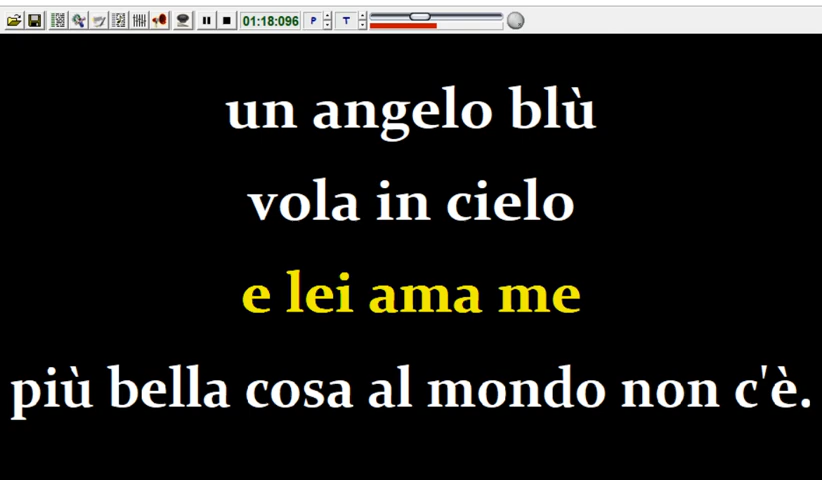 01:18:096 P T
un angelo blù
vola in cielo
e lei ama me
più bella cosa al mondo non c'è.